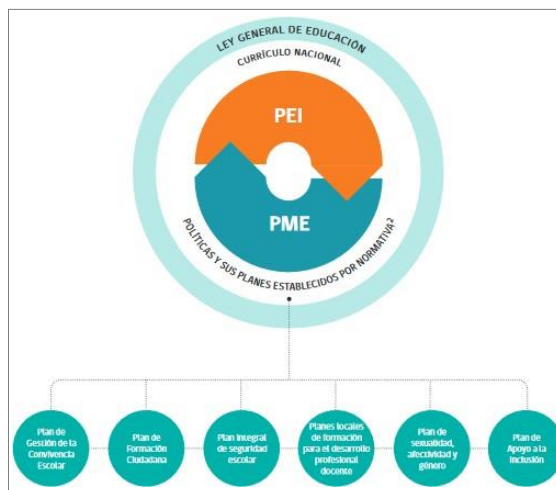 LEY GENERAL DE EDUCACIÓN
CURRÍCULO NACIONAL
PEI
PME
POLÍTICAS Y SUS PLANES ESTABLECIDOS POR NORMATIVA²
Plan de
Gestión de la
Convivencia
Escolar
Plan de
Formación
Ciudadana
Plan integral
de seguridad
escolar
Planes locales
de formación
para el desarrollo
profesional
docente
Plan de
sexualidad,
afectividad y
género
Plan de
Apoyo a la
Inclusión